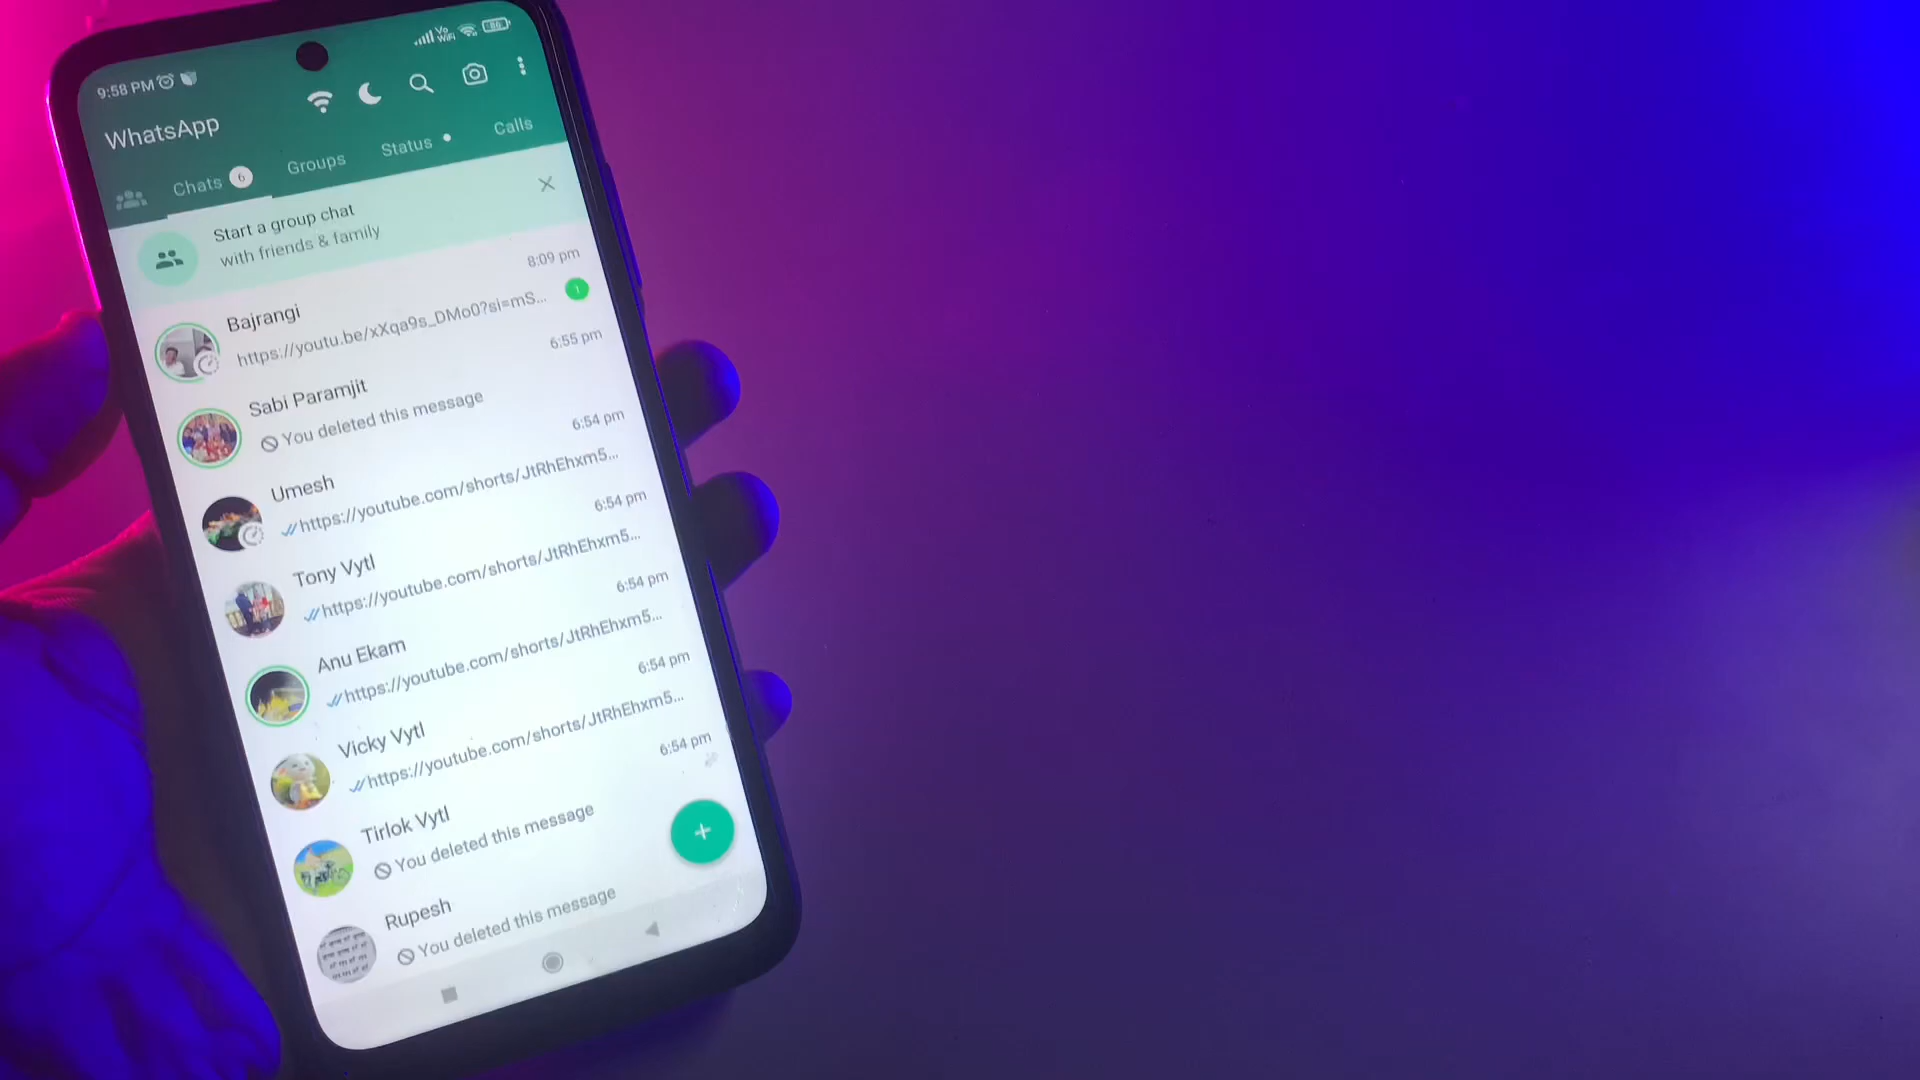 9:58 PM
Vo
WiFi
86
WhatsApp
Chats 6 Groups Status Calls
Start a group chat
with friends & family
Bajrangi 8:09 pm
https://youtu.be/xXqa9s_DMo0?si=mS... 1
Sabi Paramjit 6:55 pm
You deleted this message
Umesh 6:54 pm
https://youtube.com/shorts/JtRhEhxm5...
Tony Vytl 6:54 pm
https://youtube.com/shorts/JtRhEhxm5...
Anu Ekam 6:54 pm
https://youtube.com/shorts/JtRhEhxm5...
Vicky Vytl 6:54 pm
https://youtube.com/shorts/JtRhEhxm5...
Tirlok Vytl 6:54 pm
You deleted this message
Rupesh
You deleted this message